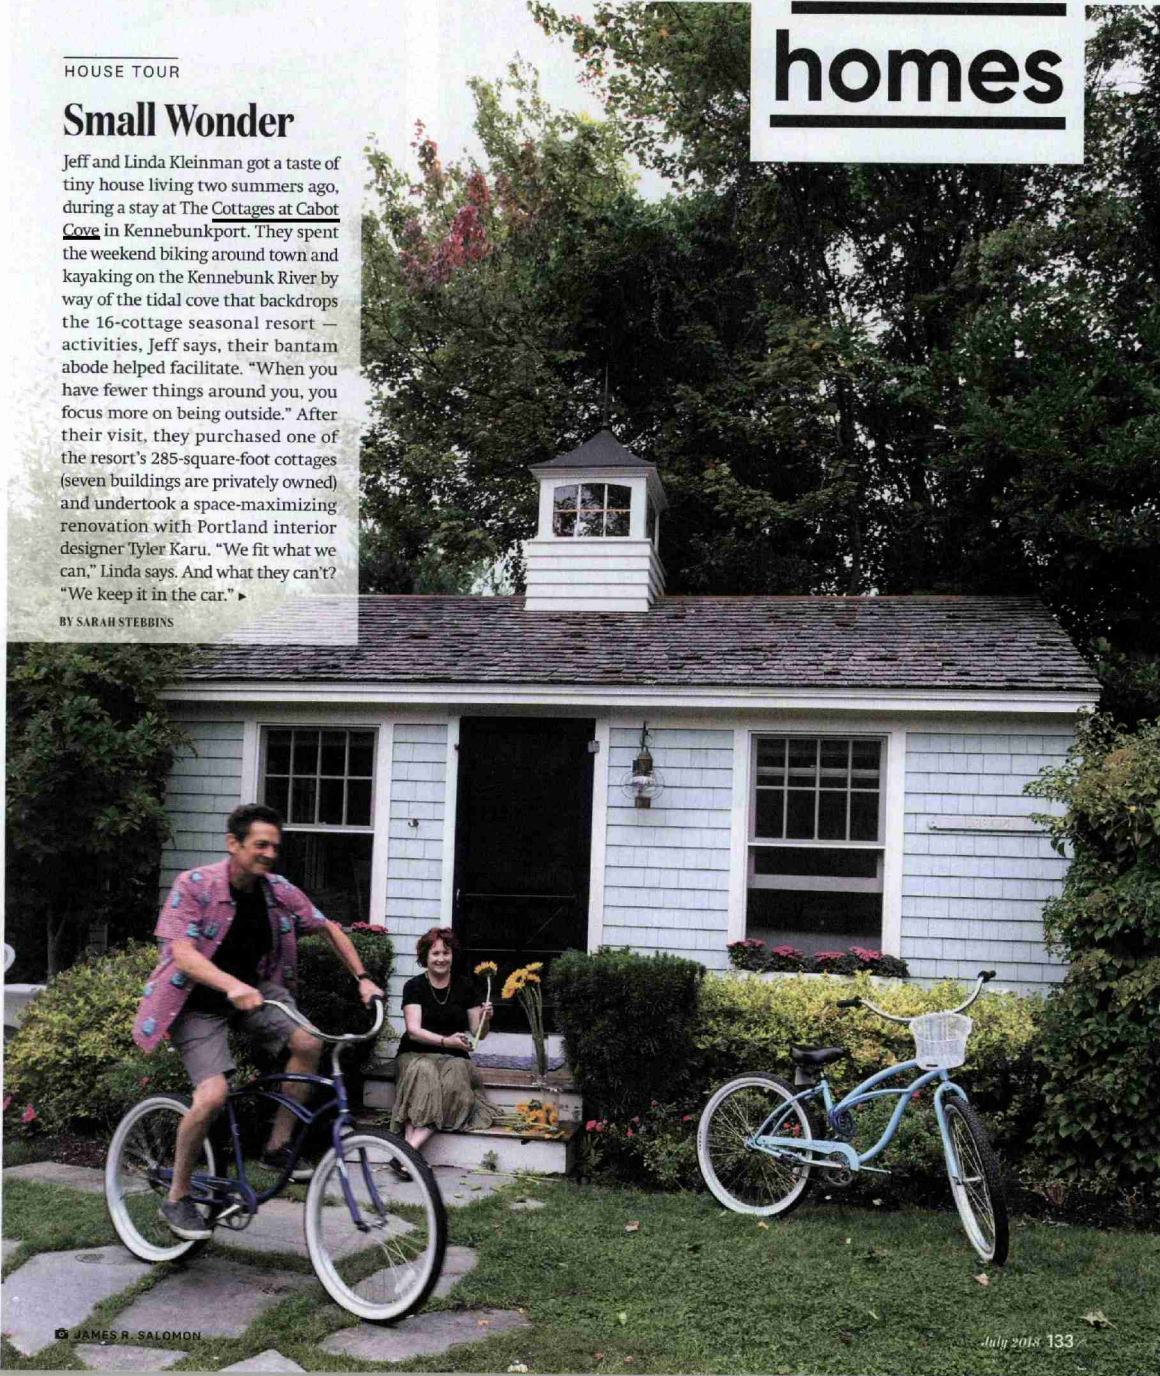 homes
HOUSE TOUR
Small Wonder
Jeff and Linda Kleinman got a taste of
tiny house living two summers ago,
during a stay at The Cottages at Cabot
Cove in Kennebunkport. They spent
the weekend biking around town and
kayaking on the Kennebunk River by
way of the tidal cove that backdrops
the 16-cottage seasonal resort —
activities, Jeff says, their bantam
abode helped facilitate. “When you
have fewer things around you, you
focus more on being outside.” After
their visit, they purchased one of
the resort’s 285-square-foot cottages
(seven buildings are privately owned)
and undertook a space-maximizing
renovation with Portland interior
designer Tyler Karu. “We fit what we
can,” Linda says. And what they can’t?
“We keep it in the car.” ▸
BY SARAH STEBBINS
JAMES R. SALOMON
July 2018 133